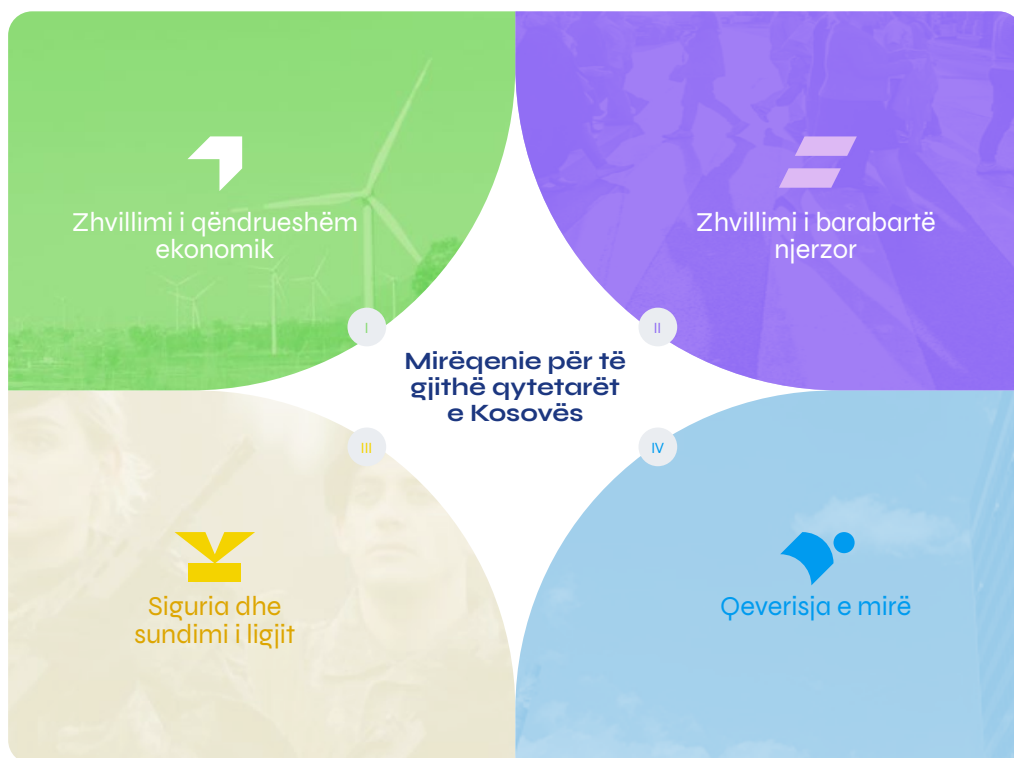 Zhvillimi i qëndrueshëm
ekonomik
Zhvillimi i barabartë
njerzor
I
II
Mirëqenie për të
gjithë qytetarët
e Kosovës
III
IV
Siguria dhe
sundimi i ligjit
Qeverisja e mirë